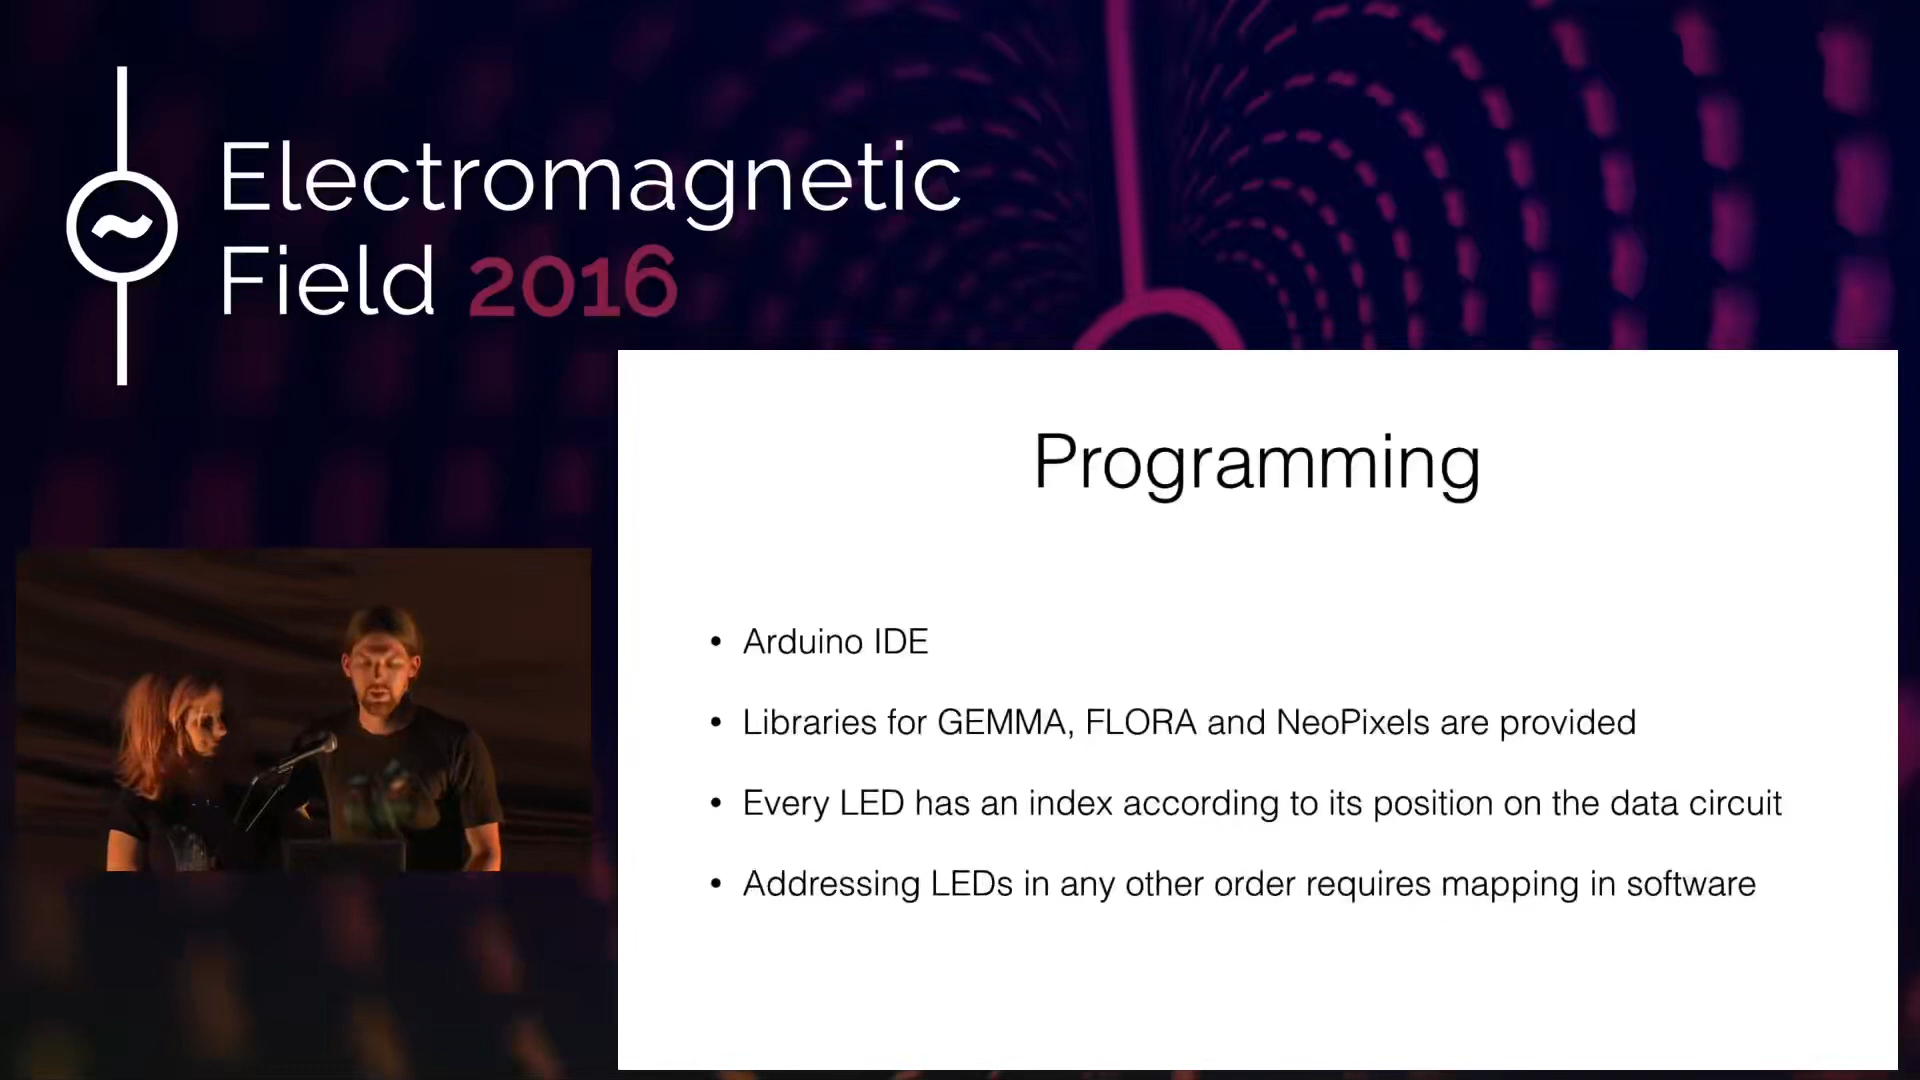 Electromagnetic
Field 2016
Programming
• Arduino IDE
• Libraries for GEMMA, FLORA and NeoPixels are provided
• Every LED has an index according to its position on the data circuit
• Addressing LEDs in any other order requires mapping in software